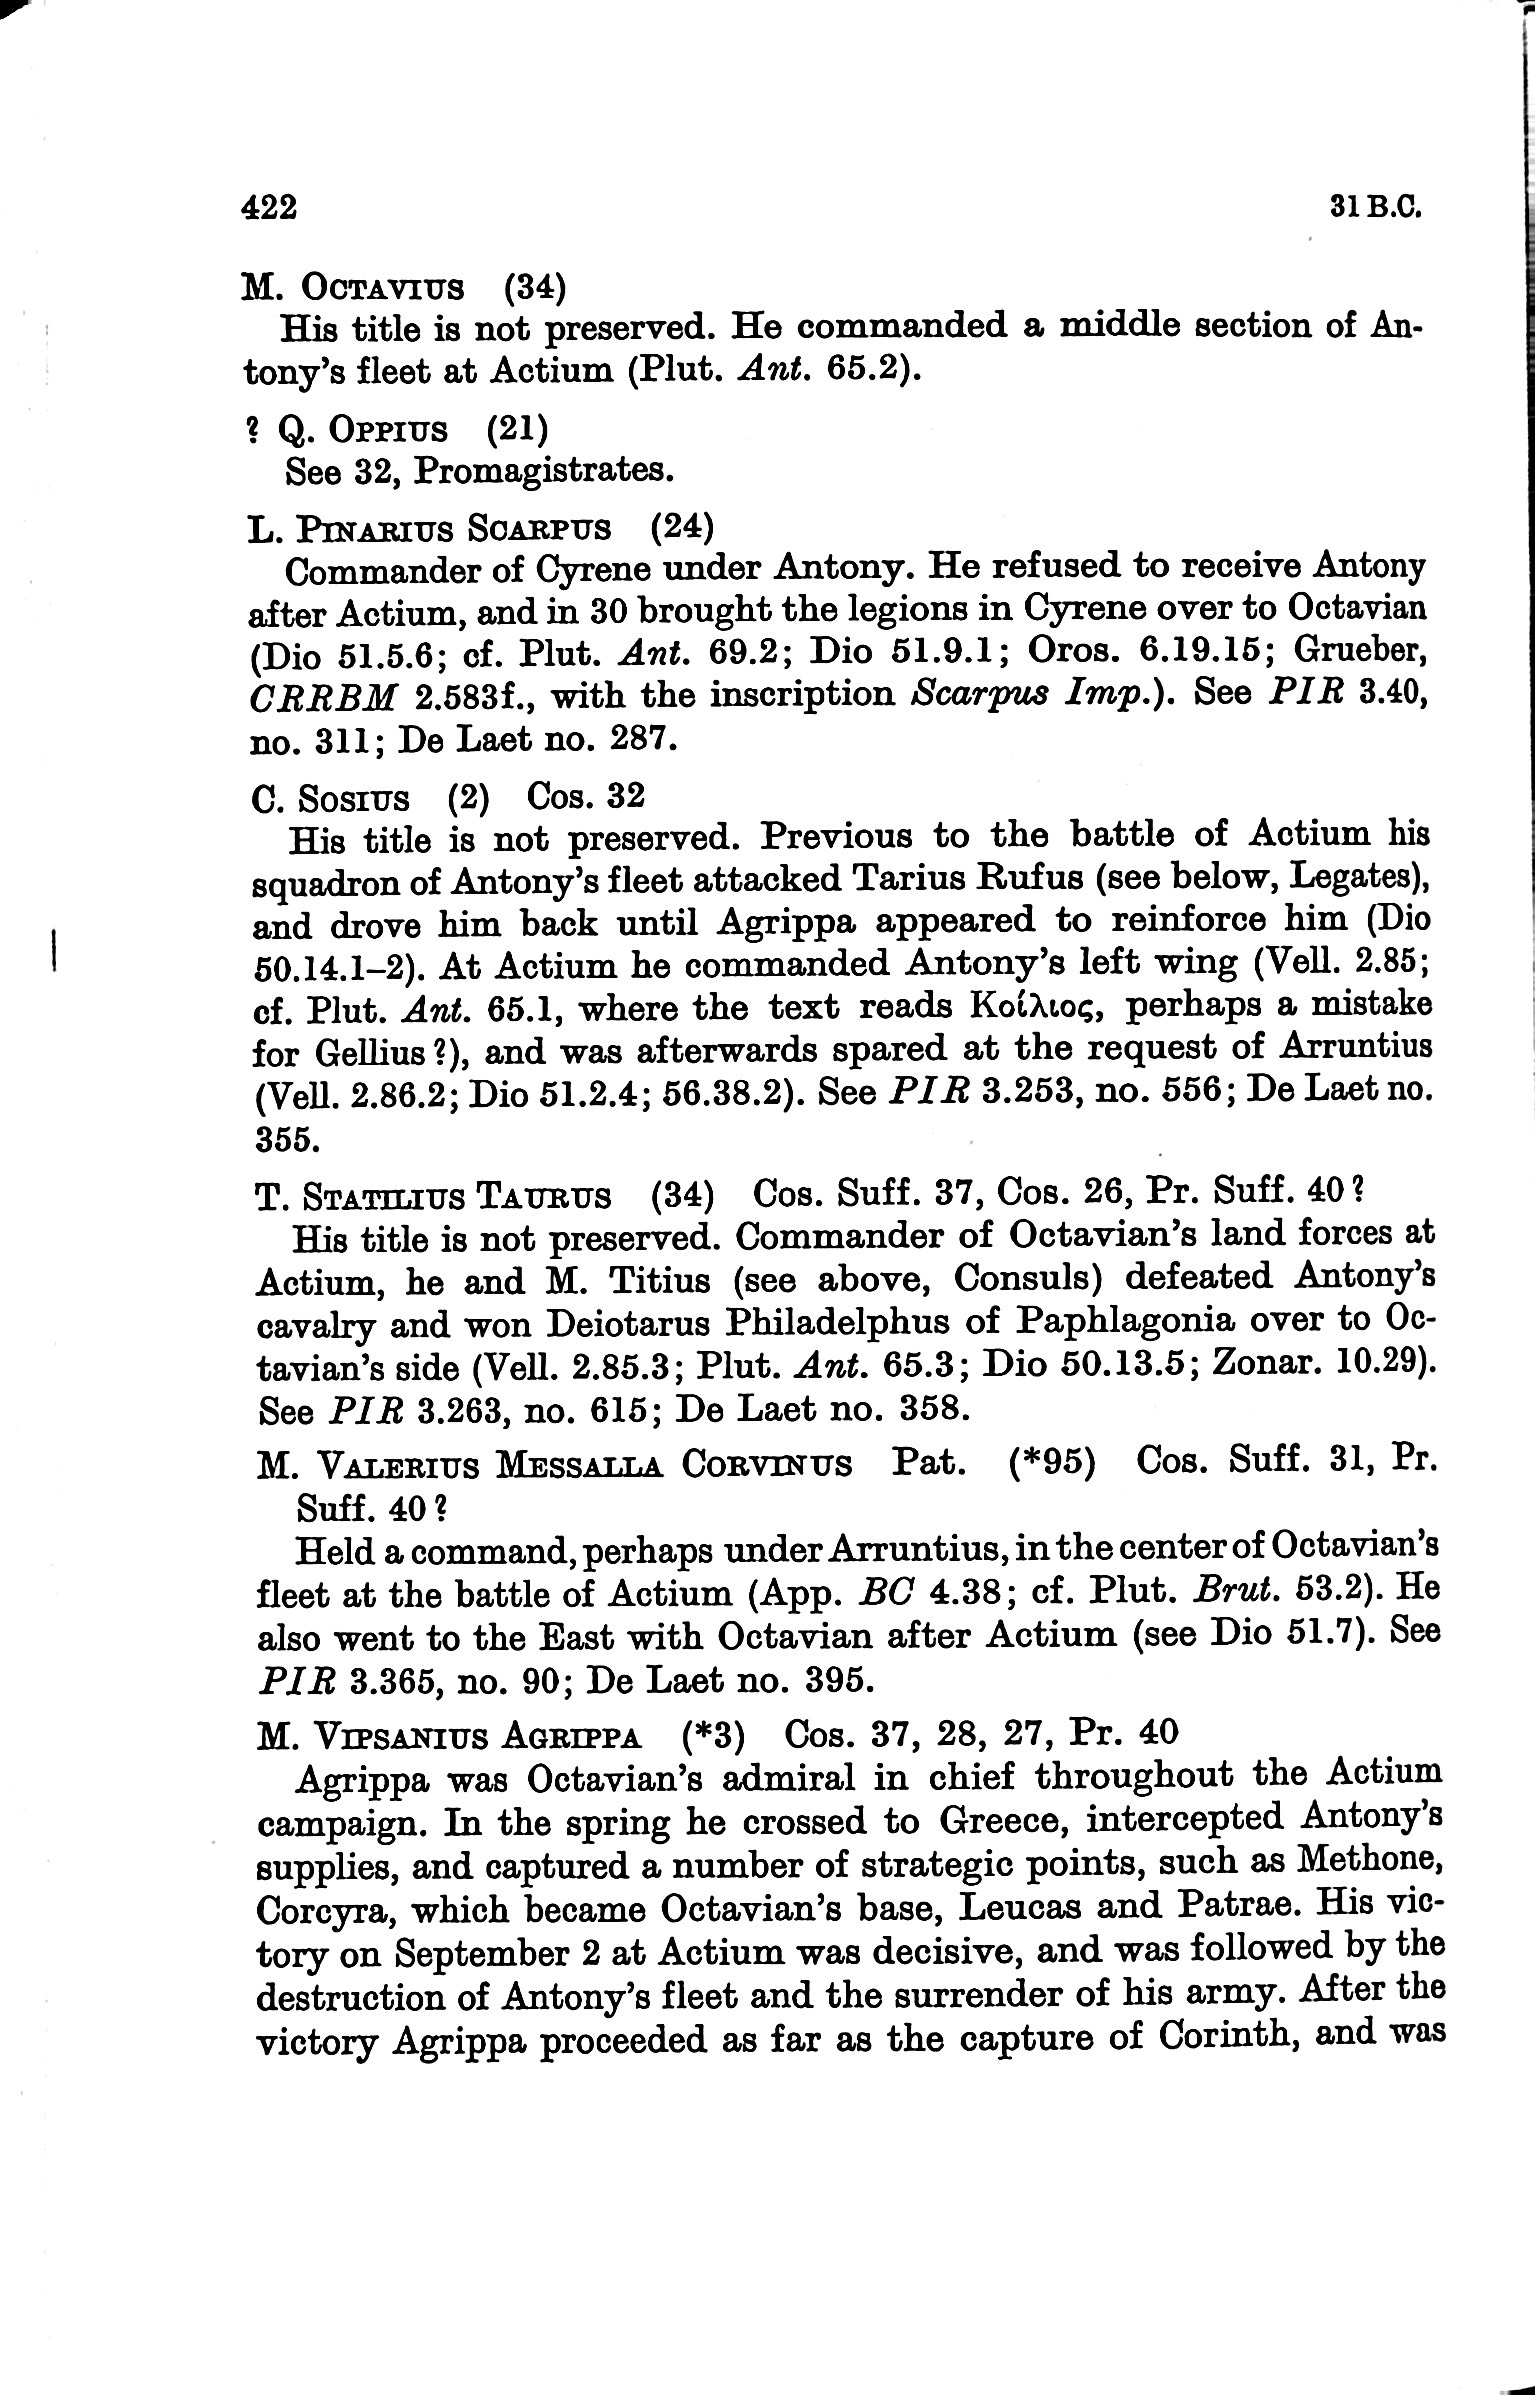 422 31 B.C.
M. OCTAVIUS (34)
His title is not preserved. He commanded a middle section of An-
tony's fleet at Actium (Plut. Ant. 65.2).
? Q. OPPIUS (21)
See 32, Promagistrates.
L. PINARIUS SCARPUS (24)
Commander of Cyrene under Antony. He refused to receive Antony
after Actium, and in 30 brought the legions in Cyrene over to Octavian
(Dio 51.5.6; cf. Plut. Ant. 69.2; Dio 51.9.1; Oros. 6.19.15; Grueber,
CRRBM 2.583f., with the inscription Scarpus Imp.). See PIR 3.40,
no. 311; De Laet no. 287.
C. SOSIUS (2) Cos. 32
His title is not preserved. Previous to the battle of Actium his
squadron of Antony's fleet attacked Tarius Rufus (see below, Legates),
and drove him back until Agrippa appeared to reinforce him (Dio
50.14.1–2). At Actium he commanded Antony's left wing (Vell. 2.85;
cf. Plut. Ant. 65.1, where the text reads Κοίλιος, perhaps a mistake
for Gellius?), and was afterwards spared at the request of Arruntius
(Vell. 2.86.2; Dio 51.2.4; 56.38.2). See PIR 3.253, no. 556; De Laet no.
355.
T. STATILIUS TAURUS (34) Cos. Suff. 37, Cos. 26, Pr. Suff. 40?
His title is not preserved. Commander of Octavian's land forces at
Actium, he and M. Titius (see above, Consuls) defeated Antony's
cavalry and won Deiotarus Philadelphus of Paphlagonia over to Oc-
tavian's side (Vell. 2.85.3; Plut. Ant. 65.3; Dio 50.13.5; Zonar. 10.29).
See PIR 3.263, no. 615; De Laet no. 358.
M. VALERIUS MESSALLA CORVINUS Pat. (*95) Cos. Suff. 31, Pr.
Suff. 40?
Held a command, perhaps under Arruntius, in the center of Octavian's
fleet at the battle of Actium (App. BC 4.38; cf. Plut. Brut. 53.2). He
also went to the East with Octavian after Actium (see Dio 51.7). See
PIR 3.365, no. 90; De Laet no. 395.
M. VIPSANIUS AGRIPPA (*3) Cos. 37, 28, 27, Pr. 40
Agrippa was Octavian's admiral in chief throughout the Actium
campaign. In the spring he crossed to Greece, intercepted Antony's
supplies, and captured a number of strategic points, such as Methone,
Corcyra, which became Octavian's base, Leucas and Patrae. His vic-
tory on September 2 at Actium was decisive, and was followed by the
destruction of Antony's fleet and the surrender of his army. After the
victory Agrippa proceeded as far as the capture of Corinth, and was